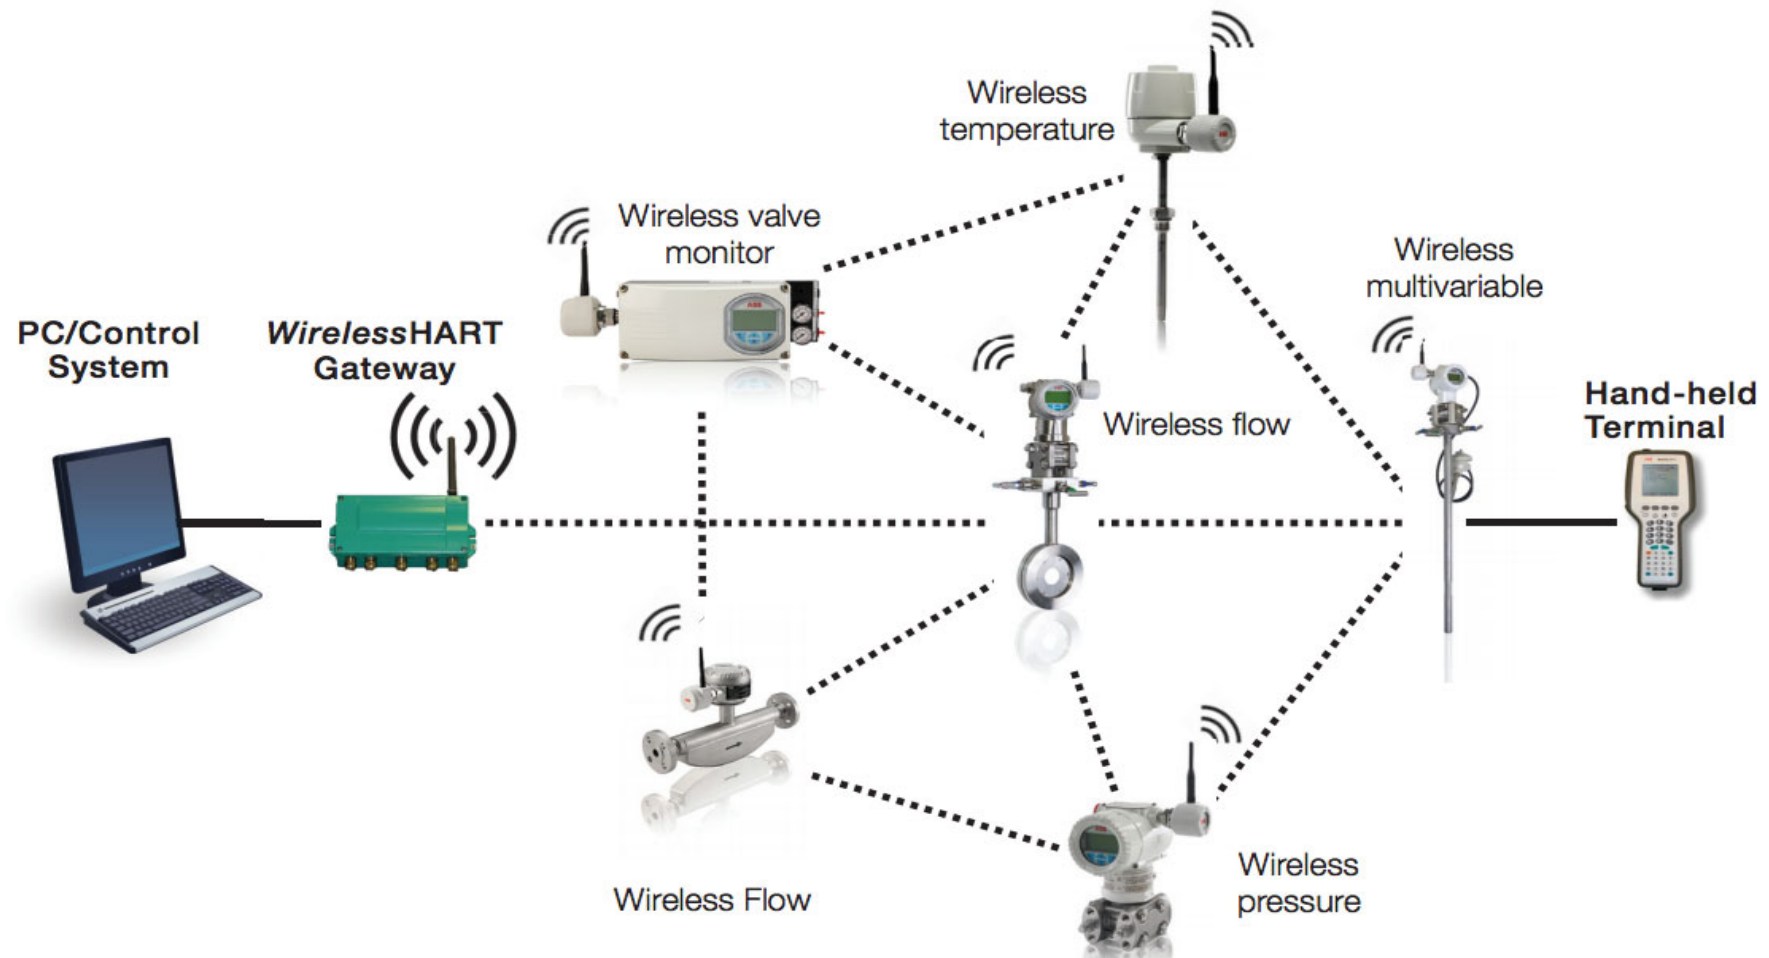 Wireless
temperature
Wireless valve
monitor
Wireless
multivariable
PC/Control
System
WirelessHART
Gateway
Hand-held
Terminal
Wireless flow
Wireless Flow
Wireless
pressure
ABB